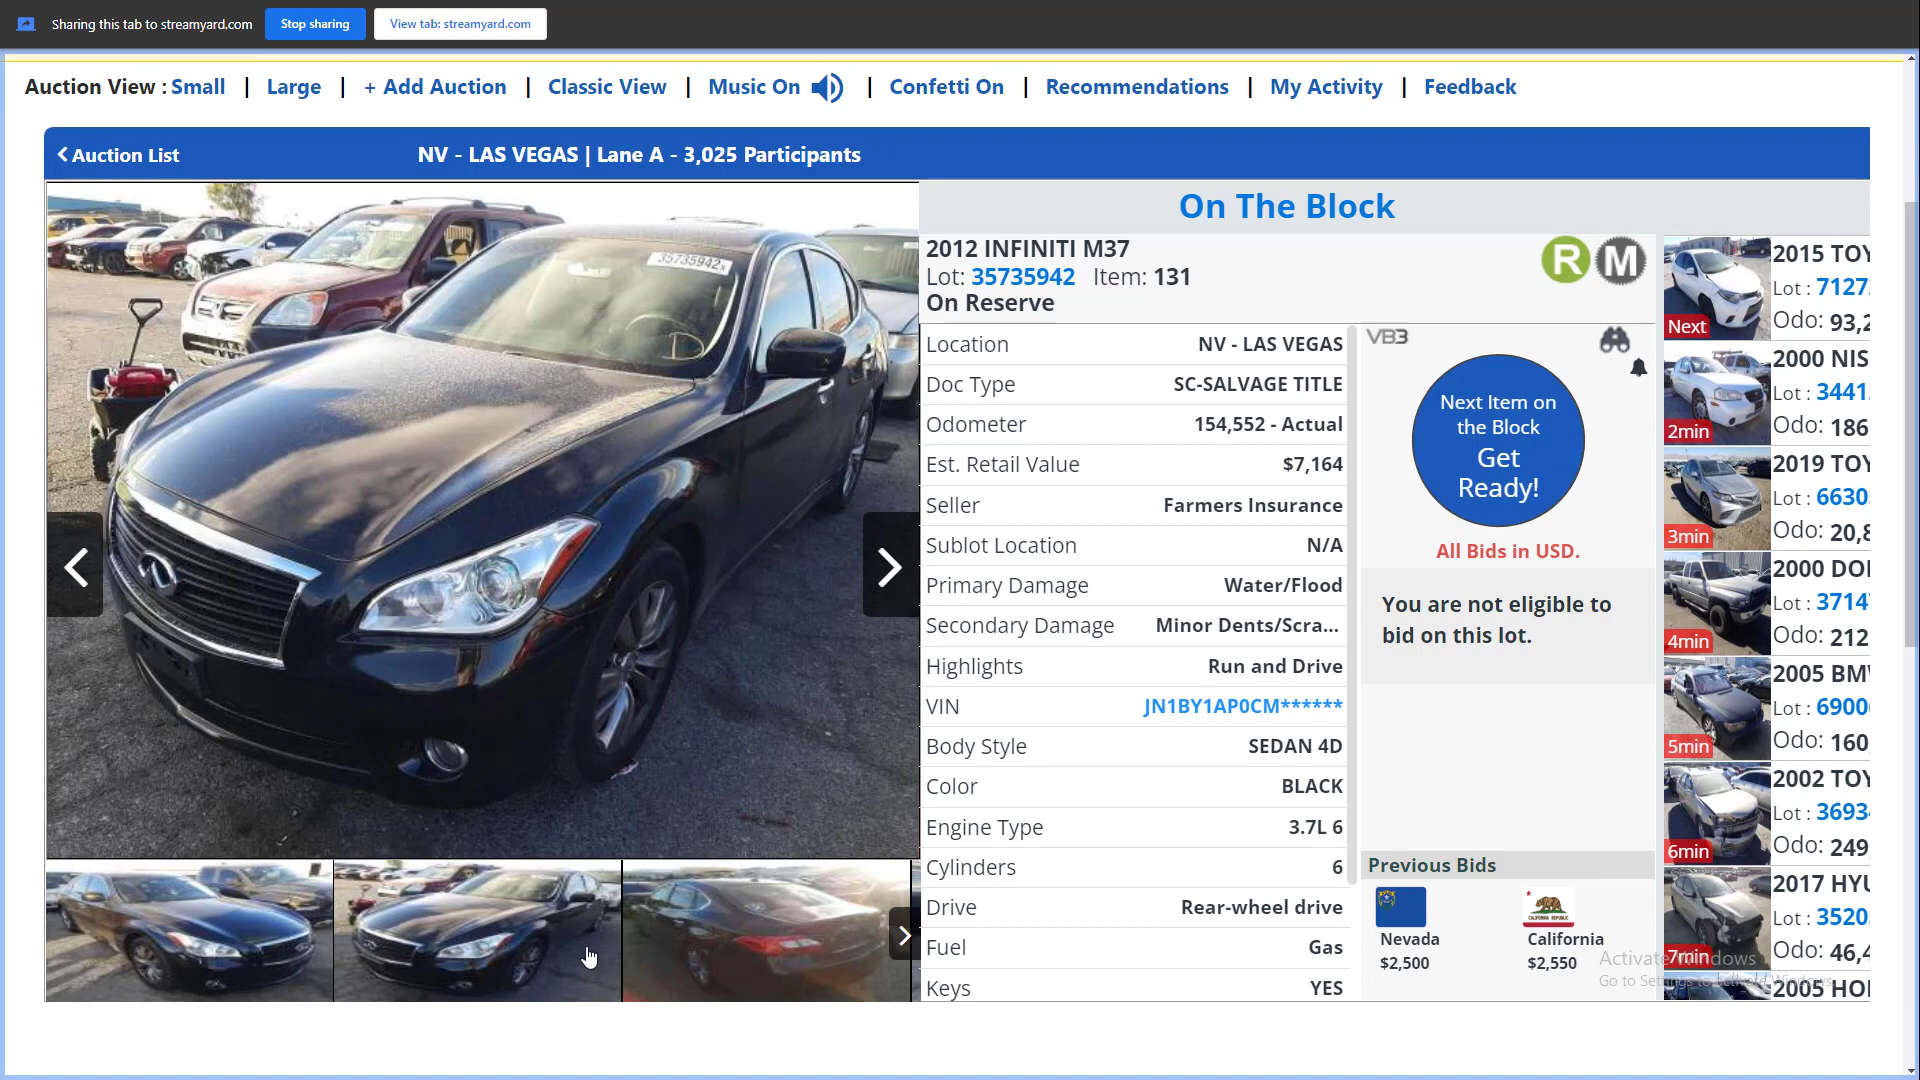 Sharing this tab to streamyard.com
Stop sharing
View tab: streamyard.com
Auction View : Small | Large | + Add Auction | Classic View | Music On | Confetti On | Recommendations | My Activity | Feedback
Auction List
NV - LAS VEGAS | Lane A - 3,025 Participants
35735942
On The Block
2012 INFINITI M37
Lot: 35735942 Item: 131
On Reserve
R M
Location NV - LAS VEGAS
Doc Type SC-SALVAGE TITLE
Odometer 154,552 - Actual
Est. Retail Value $7,164
Seller Farmers Insurance
Sublot Location N/A
Primary Damage Water/Flood
Secondary Damage Minor Dents/Scra...
Highlights Run and Drive
VIN JN1BY1AP0CM******
Body Style SEDAN 4D
Color BLACK
Engine Type 3.7L 6
Cylinders 6
Drive Rear-wheel drive
Fuel Gas
Keys YES
VB3
Next Item on
the Block
Get
Ready!
All Bids in USD.
You are not eligible to
bid on this lot.
Previous Bids
Nevada
$2,500
California
$2,550
2015 TOY
Lot : 7127
Odo: 93,2
Next
2000 NIS
Lot : 3441
Odo: 186
2min
2019 TOY
Lot : 6630
Odo: 20,8
3min
2000 DO
Lot : 3714
Odo: 212
4min
2005 BM
Lot : 6900
Odo: 160,
5min
2002 TOY
Lot : 3693
Odo: 249,
6min
2017 HYU
Lot : 3520
Odo: 46,4
7min
2005 HO
Activate Windows
Go to Settings to activate Windows.